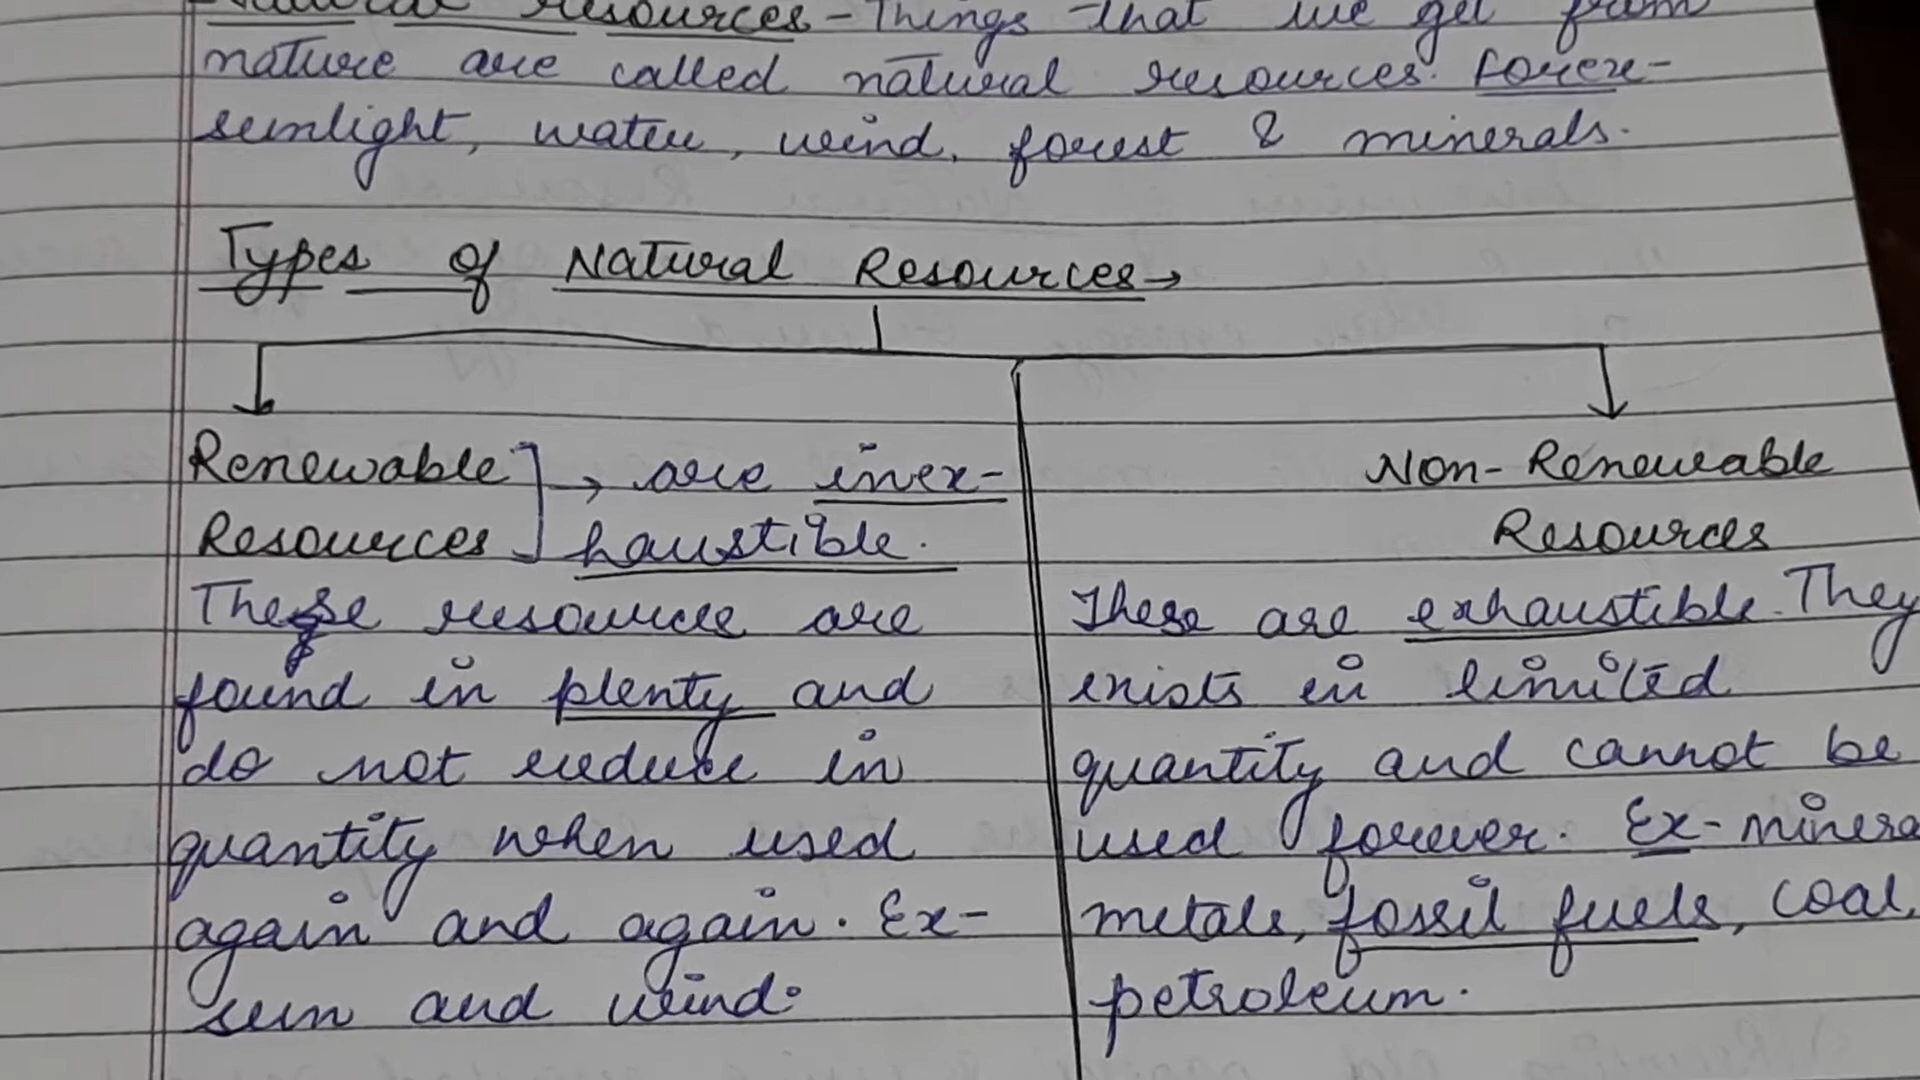 Natural Resources - Things that we get from
nature are called natural resources. For ex-
sunlight, water, wind, forest & minerals.
Types of Natural Resources→
Renewable
Resources → are inex-
haustible.
These resources are
found in plenty and
do not reduce in
quantity when used
again and again. Ex-
sun and wind.
Non-Renewable
Resources
These are exhaustible. They
exists in limited
quantity and cannot be
used forever. Ex- minera
metals, fossil fuels, coal,
petroleum.